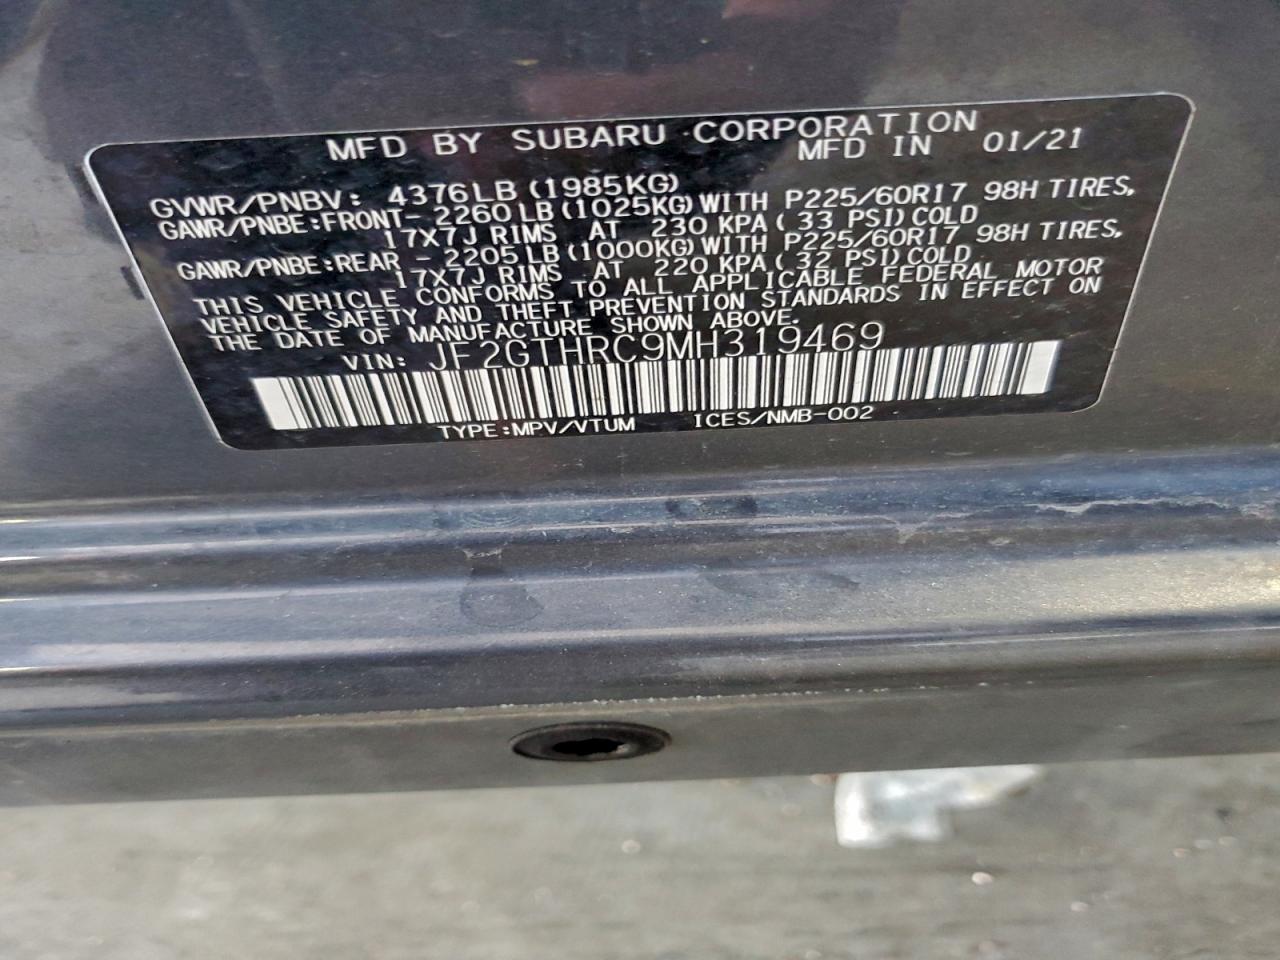 MFD BY SUBARU CORPORATION
MFD IN 01/21
GVWR/PNBV: 4376LB (1985KG)
GAWR/PNBE:FRONT- 2260LB (1025KG) WITH P225/60R17 98H TIRES,
17X7J RIMS AT 230 KPA( 33 PSI)COLD
GAWR/PNBE:REAR - 2205LB (1000KG) WITH P225/60R17 98H TIRES,
17X7J RIMS AT 220 KPA( 32 PSI)COLD.
THIS VEHICLE CONFORMS TO ALL APPLICABLE FEDERAL MOTOR
VEHICLE SAFETY AND THEFT PREVENTION STANDARDS IN EFFECT ON
THE DATE OF MANUFACTURE SHOWN ABOVE.
VIN: JF2GTHRC9MH319469
TYPE:MPV/VTUM ICES/NMB-002